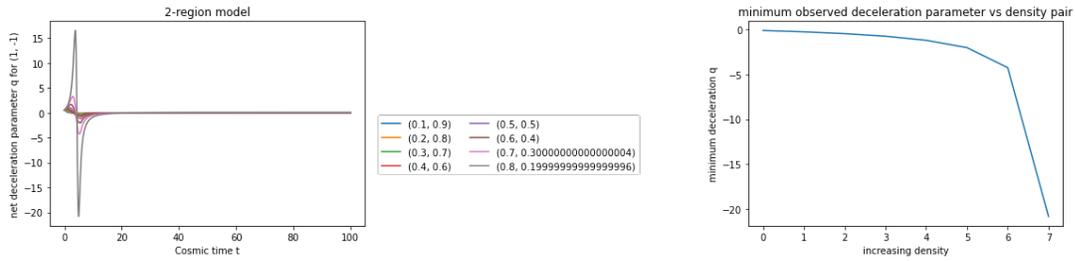 2-region model
net deceleration parameter q for (1, -1)
15
10
5
0
−5
−10
−15
−20
0 20 40 60 80 100
Cosmic time t
(0.1, 0.9) (0.5, 0.5)
(0.2, 0.8) (0.6, 0.4)
(0.3, 0.7) (0.7, 0.30000000000000004)
(0.4, 0.6) (0.8, 0.19999999999999996)
minimum observed deceleration parameter vs density pair
minimum deceleration q
0
−5
−10
−15
−20
0 1 2 3 4 5 6 7
increasing density